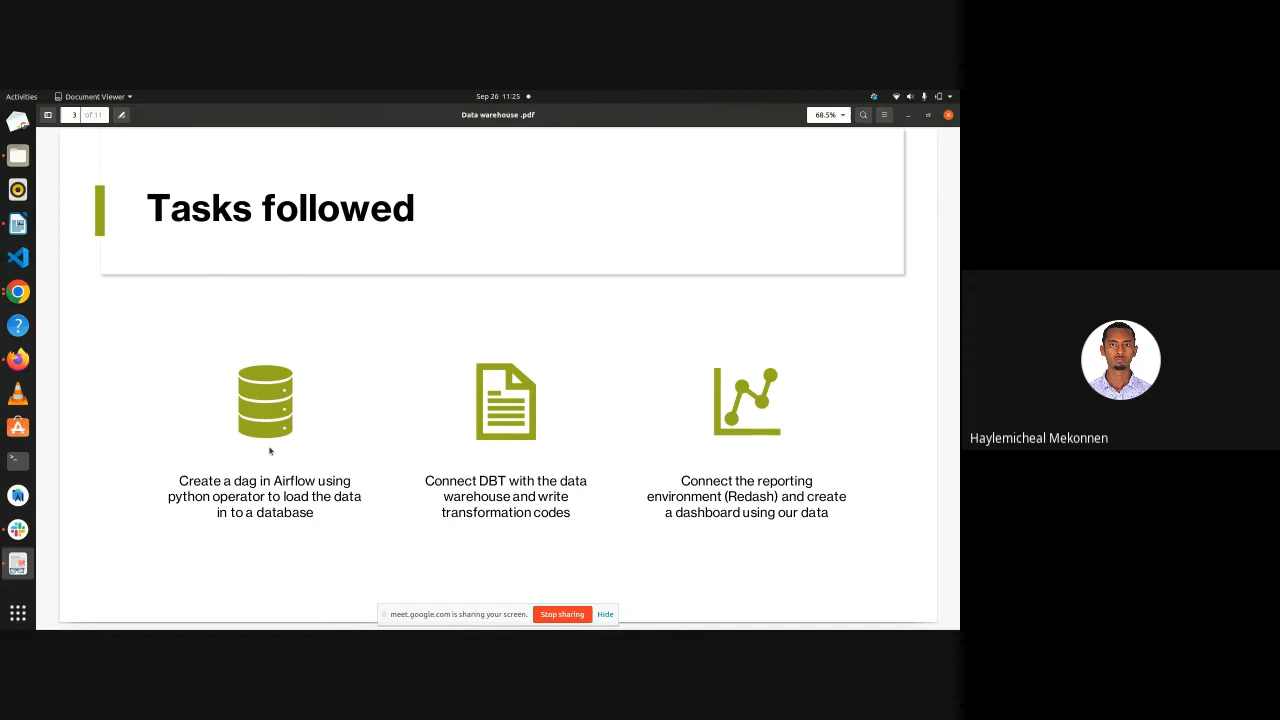 Activities
Document Viewer
Sep 26 11:25
3
of 11
Data warehouse .pdf
68.5%
Tasks followed
Create a dag in Airflow using
python operator to load the data
in to a database
Connect DBT with the data
warehouse and write
transformation codes
Connect the reporting
environment (Redash) and create
a dashboard using our data
Haylemicheal Mekonnen
meet.google.com is sharing your screen.
Stop sharing
Hide